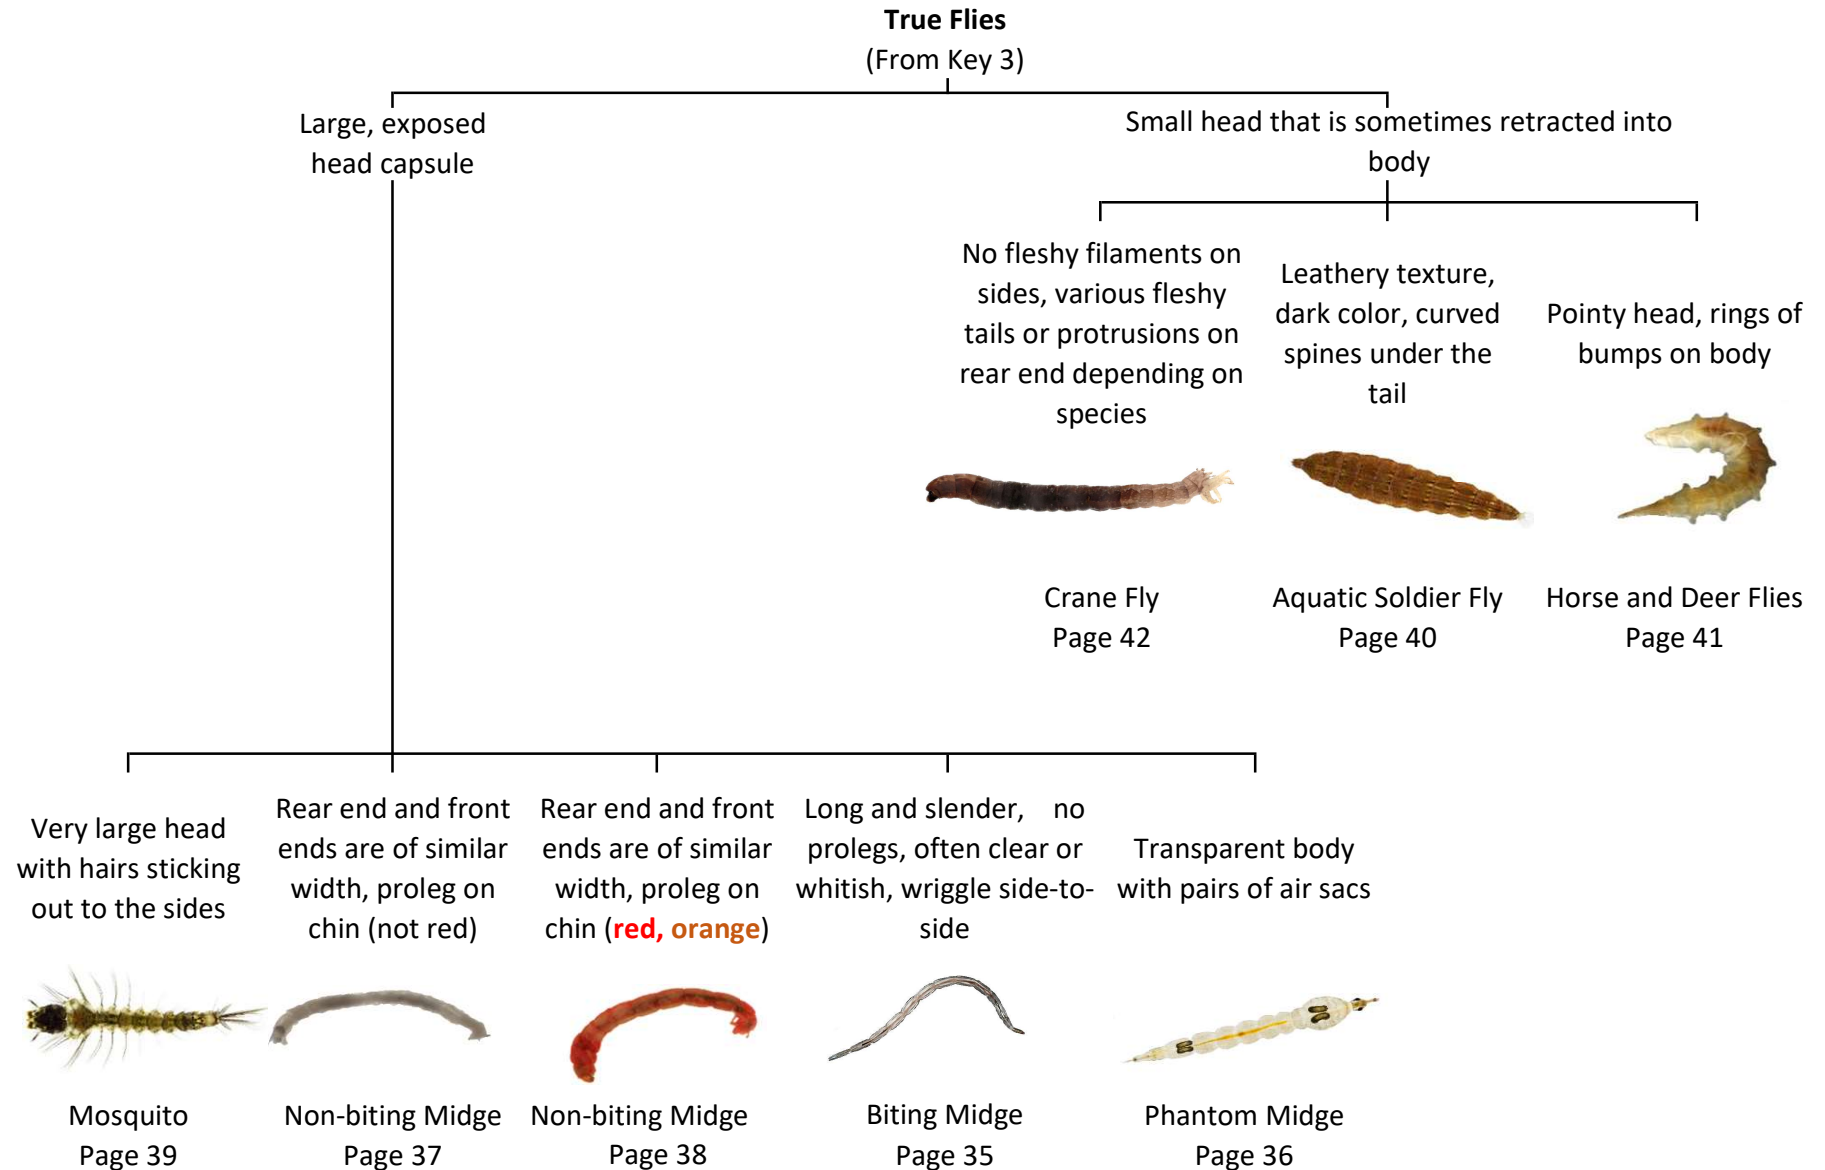 True Flies
(From Key 3)
Large, exposed
head capsule
Small head that is sometimes retracted into
body
No fleshy filaments on
sides, various fleshy
tails or protrusions on
rear end depending on
species
Leathery texture,
dark color, curved
spines under the
tail
Pointy head, rings of
bumps on body
Crane Fly
Page 42
Aquatic Soldier Fly
Page 40
Horse and Deer Flies
Page 41
Very large head
with hairs sticking
out to the sides
Rear end and front
ends are of similar
width, proleg on
chin (not red)
Rear end and front
ends are of similar
width, proleg on
chin (red, orange)
Long and slender, no
prolegs, often clear or
whitish, wriggle side-to-
side
Transparent body
with pairs of air sacs
Mosquito
Page 39
Non-biting Midge
Page 37
Non-biting Midge
Page 38
Biting Midge
Page 35
Phantom Midge
Page 36